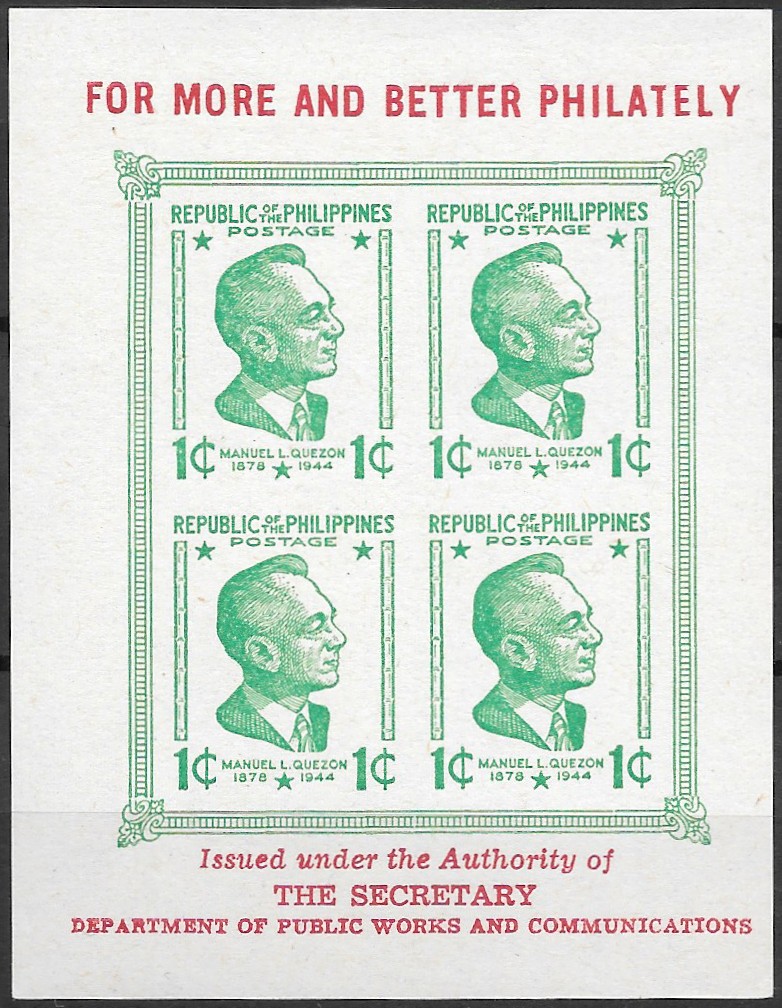 FOR MORE AND BETTER PHILATELY
REPUBLIC OF THE PHILIPPINES
POSTAGE
1¢ MANUEL L. QUEZON 1¢
1878 ★ 1944
REPUBLIC OF THE PHILIPPINES
POSTAGE
1¢ MANUEL L. QUEZON 1¢
1878 ★ 1944
REPUBLIC OF THE PHILIPPINES
POSTAGE
1¢ MANUEL L. QUEZON 1¢
1878 ★ 1944
REPUBLIC OF THE PHILIPPINES
POSTAGE
1¢ MANUEL L. QUEZON 1¢
1878 ★ 1944
Issued under the Authority of
THE SECRETARY
DEPARTMENT OF PUBLIC WORKS AND COMMUNICATIONS